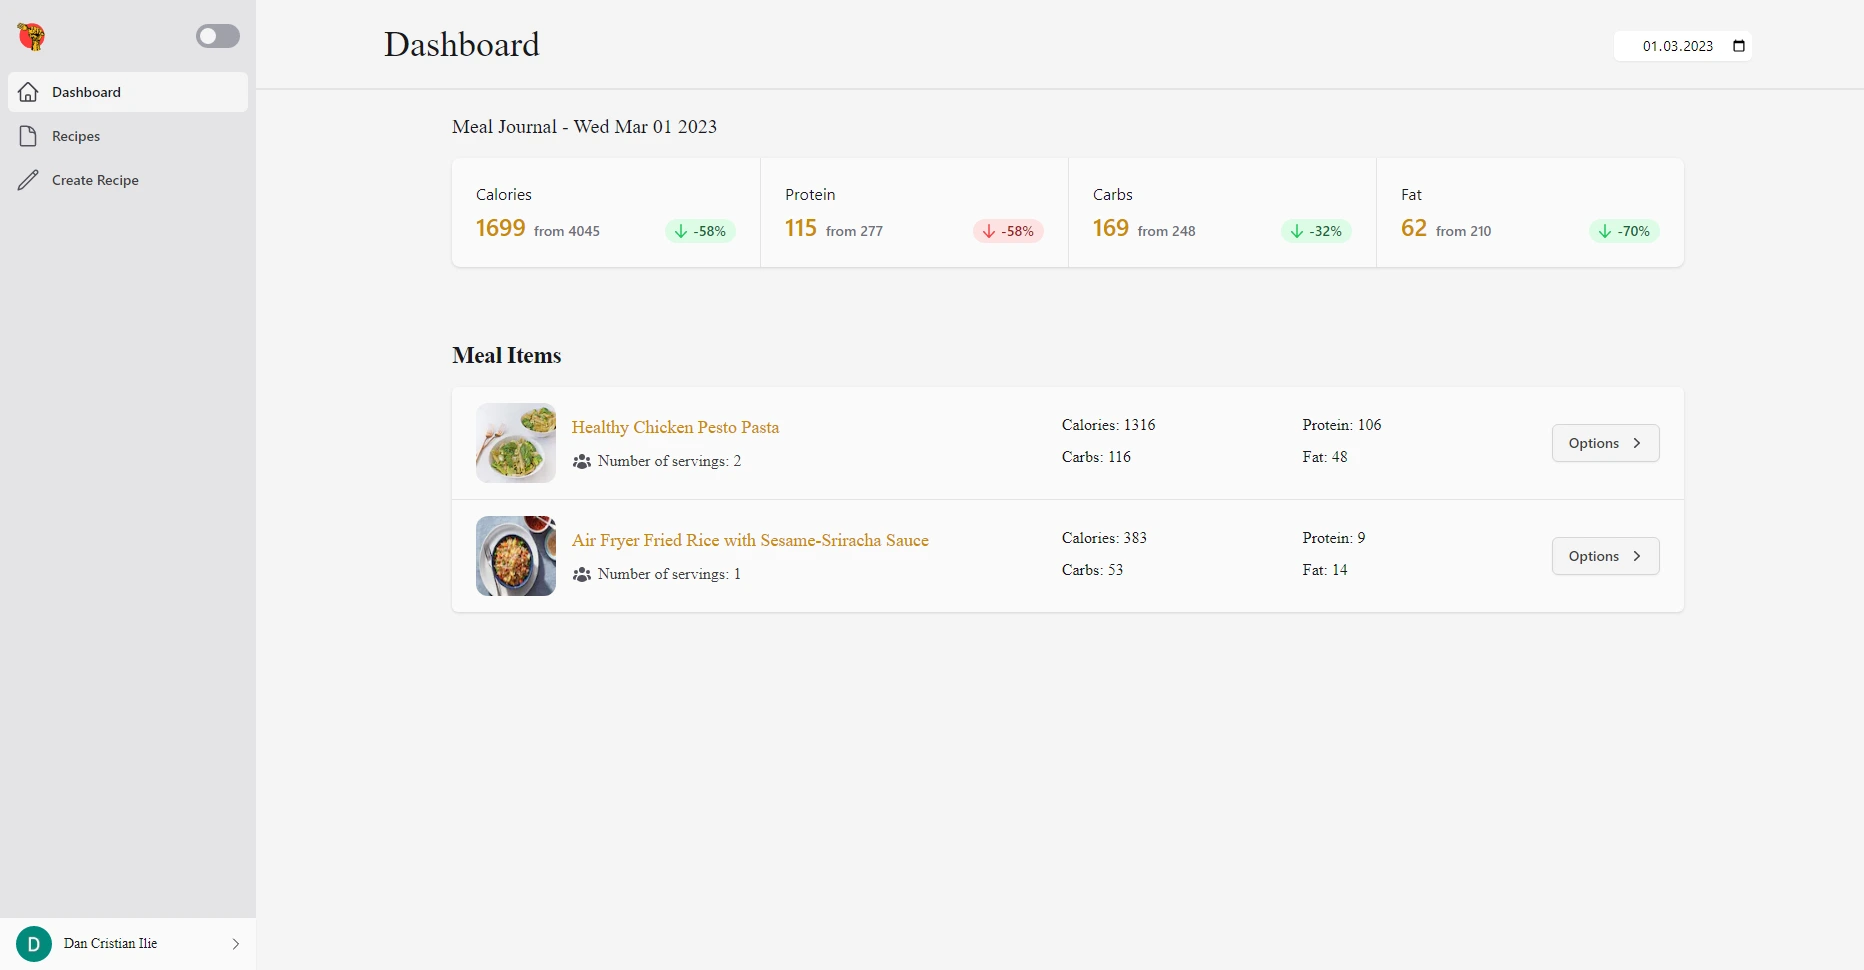 Dashboard
Recipes
Create Recipe
D
Dan Cristian Ilie
Dashboard
01.03.2023
Meal Journal - Wed Mar 01 2023
Calories
1699 from 4045
-58%
Protein
115 from 277
-58%
Carbs
169 from 248
-32%
Fat
62 from 210
-70%
Meal Items
Healthy Chicken Pesto Pasta
Number of servings: 2
Calories: 1316
Protein: 106
Carbs: 116
Fat: 48
Options
Air Fryer Fried Rice with Sesame-Sriracha Sauce
Number of servings: 1
Calories: 383
Protein: 9
Carbs: 53
Fat: 14
Options